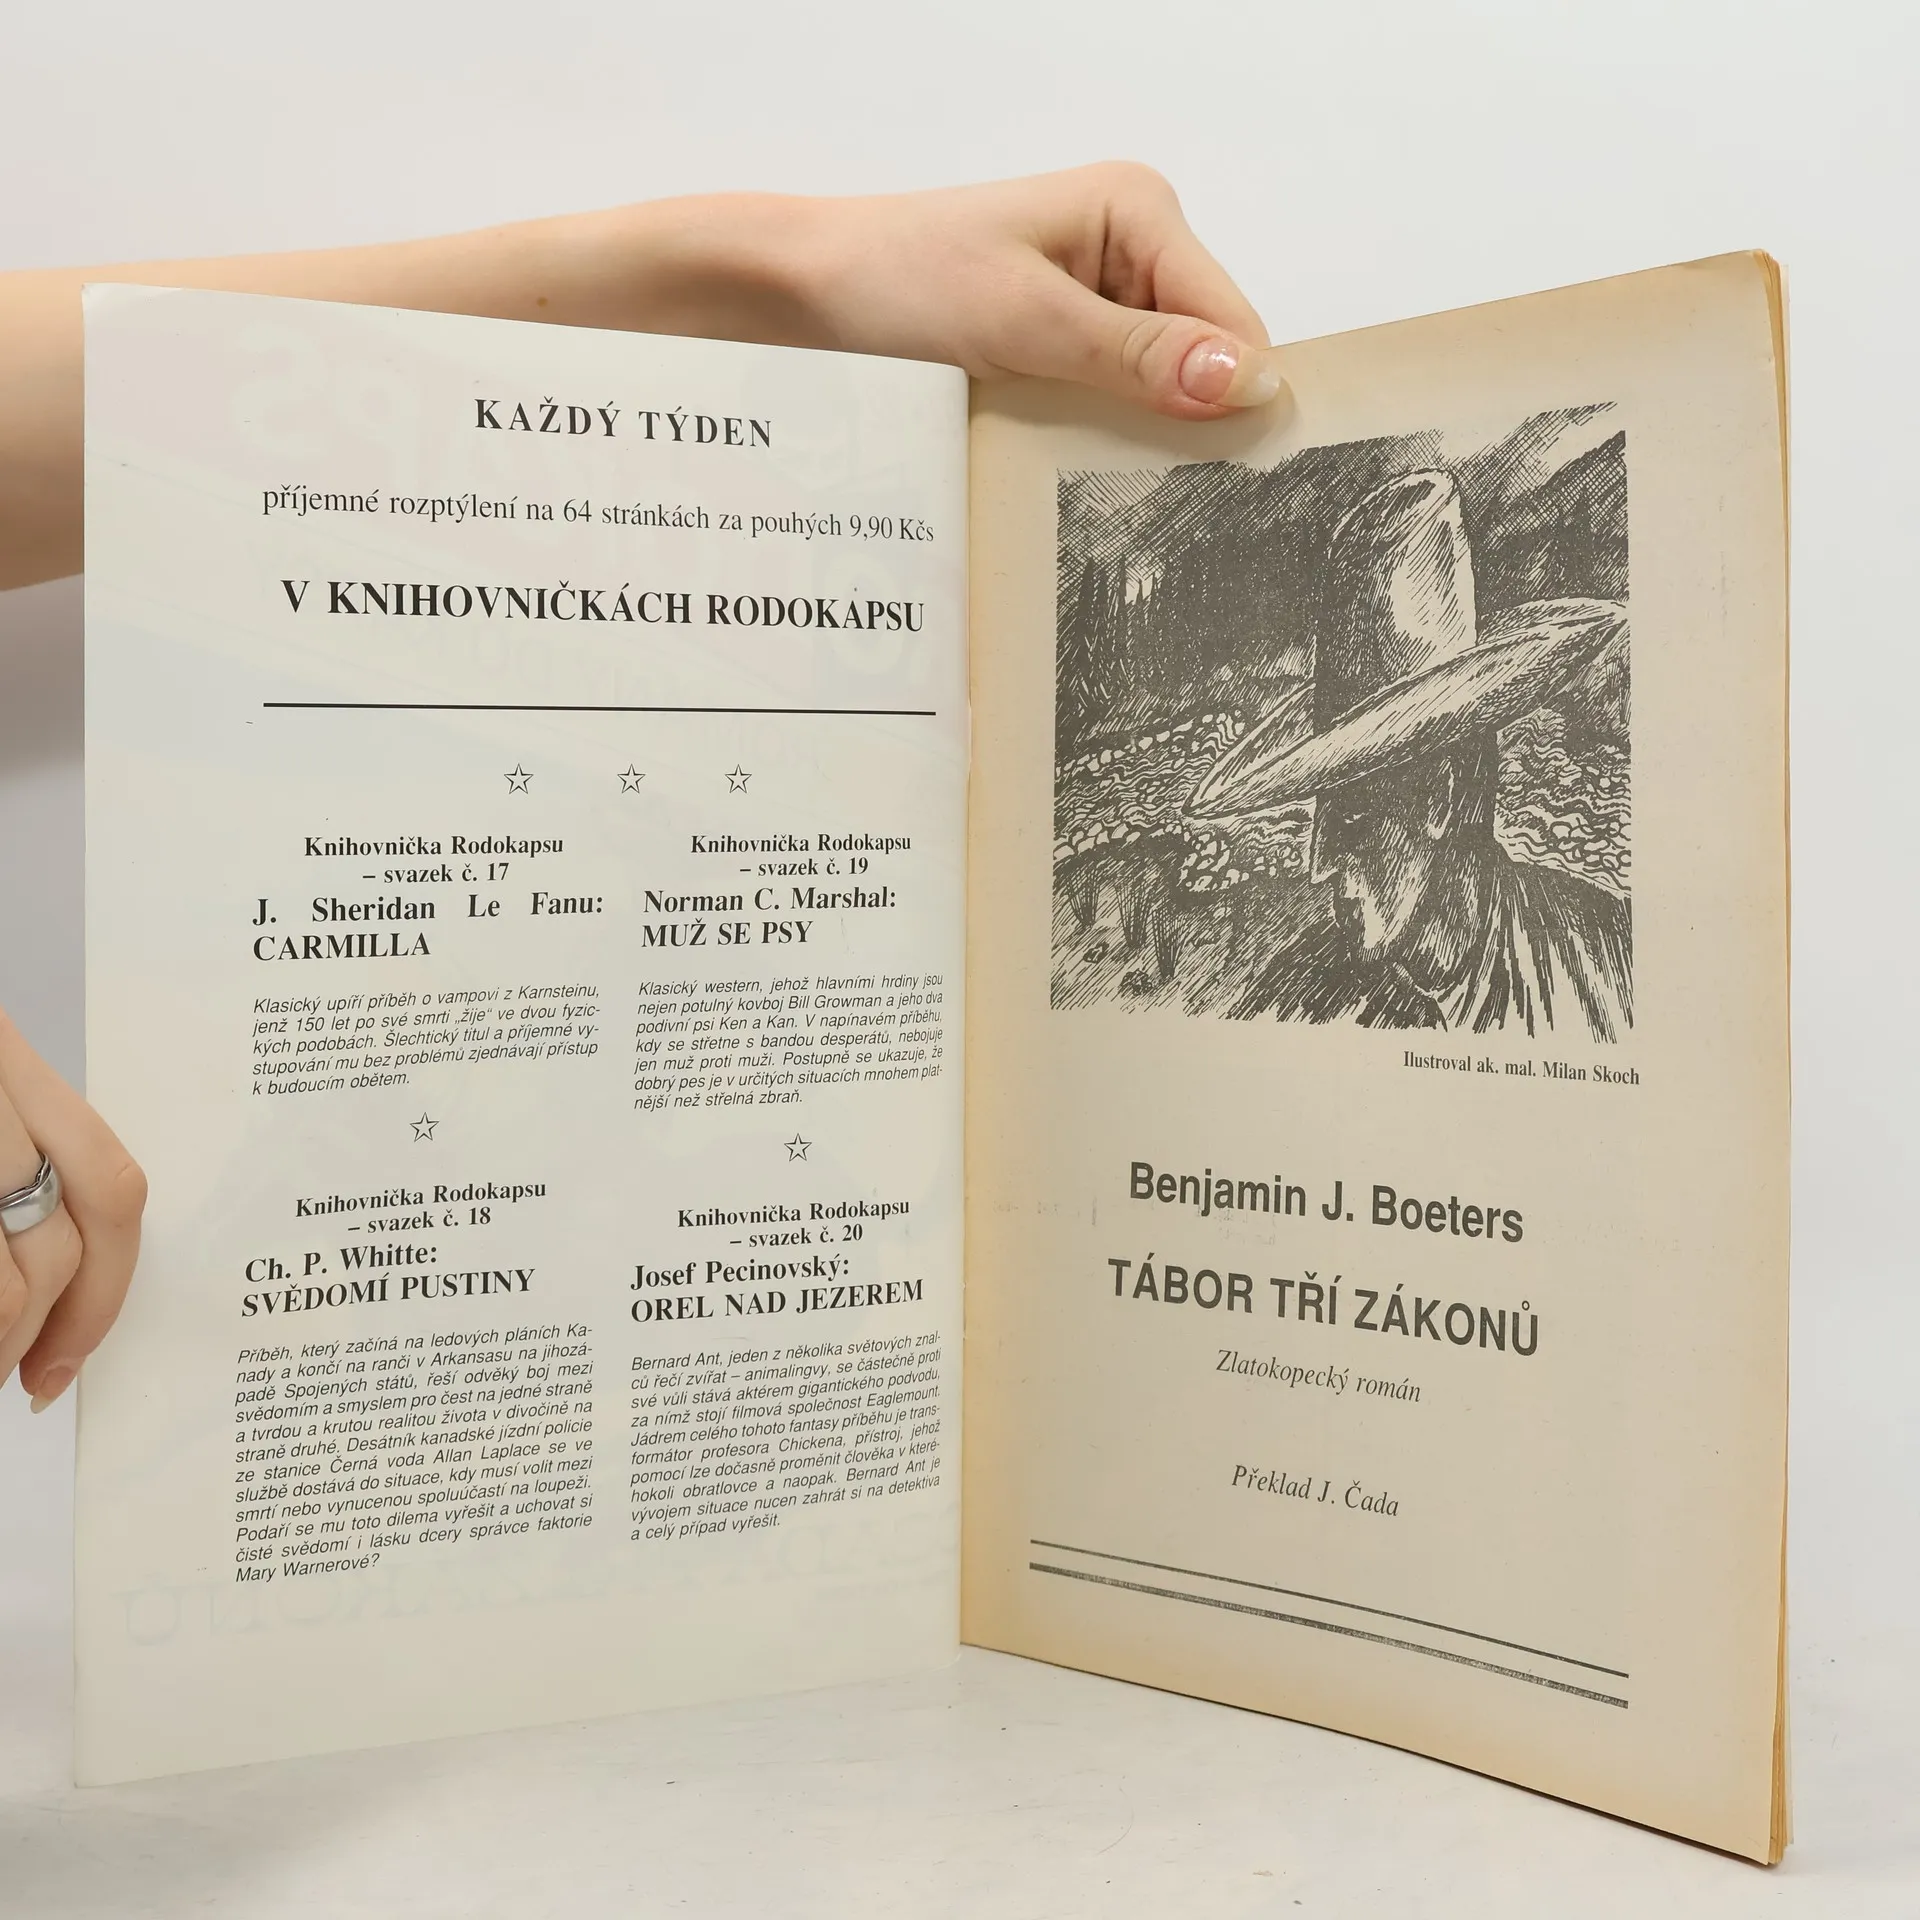 KAŽDÝ TÝDEN
příjemné rozptýlení na 64 stránkách za pouhých 9,90 Kčs
V KNIHOVNIČKÁCH RODOKAPSU
Knihovnička Rodokapsu
– svazek č. 17
J. Sheridan Le Fanu:
CARMILLA
Klasický upíří příběh o vampovi z Karnsteinu,
jenž 150 let po své smrti „žije“ ve dvou fyzic-
kých podobách. Šlechtický titul a příjemné vy-
stupování mu bez problémů zjednávají přístup
k budoucím obětem.
Knihovnička Rodokapsu
– svazek č. 18
Ch. P. Whitte:
SVĚDOMÍ PUSTINY
Příběh, který začíná na ledových pláních Ka-
nady a končí na ranči v Arkansasu na jihozá-
padě Spojených států, řeší odvěký boj mezi
svědomím a smyslem pro čest na jedné straně
a tvrdou a krutou realitou života v divočině na
straně druhé. Desátník kanadské jízdní policie
ze stanice Černá voda Allan Laplace se ve
službě dostává do situace, kdy musí volit mezi
smrtí nebo vynucenou spoluúčastí na loupeži.
Podaří se mu toto dilema vyřešit a uchovat si
čisté svědomí i lásku dcery správce faktorie
Mary Warnerové?
Knihovnička Rodokapsu
– svazek č. 19
Norman C. Marshal:
MUŽ SE PSY
Klasický western, jehož hlavními hrdiny jsou
nejen potulný kovboj Bill Growman a jeho dva
podivní psi Ken a Kan. V napínavém příběhu,
kdy se střetne s bandou desperátů, nebojuje
jen muž proti muži. Postupně se ukazuje, že
dobrý pes je v určitých situacích mnohem plat-
nější než střelná zbraň.
Knihovnička Rodokapsu
– svazek č. 20
Josef Pecinovský:
OREL NAD JEZEREM
Bernard Ant, jeden z několika světových znal-
ců řečí zvířat – animalingvy, se částečně proti
své vůli stává aktérem gigantického podvodu,
za nímž stojí filmová společnost Eaglemount.
Jádrem celého tohoto fantasy příběhu je trans-
formátor profesora Chickena, přístroj, jehož
pomocí lze dočasně proměnit člověka v které-
hokoli obratlovce a naopak. Bernard Ant je
vývojem situace nucen zahrát si na detektiva
a celý případ vyřešit.
Ilustroval ak. mal. Milan Skoch
Benjamin J. Boeters
TÁBOR TŘÍ ZÁKONŮ
Zlatokopecký román
Překlad J. Čada